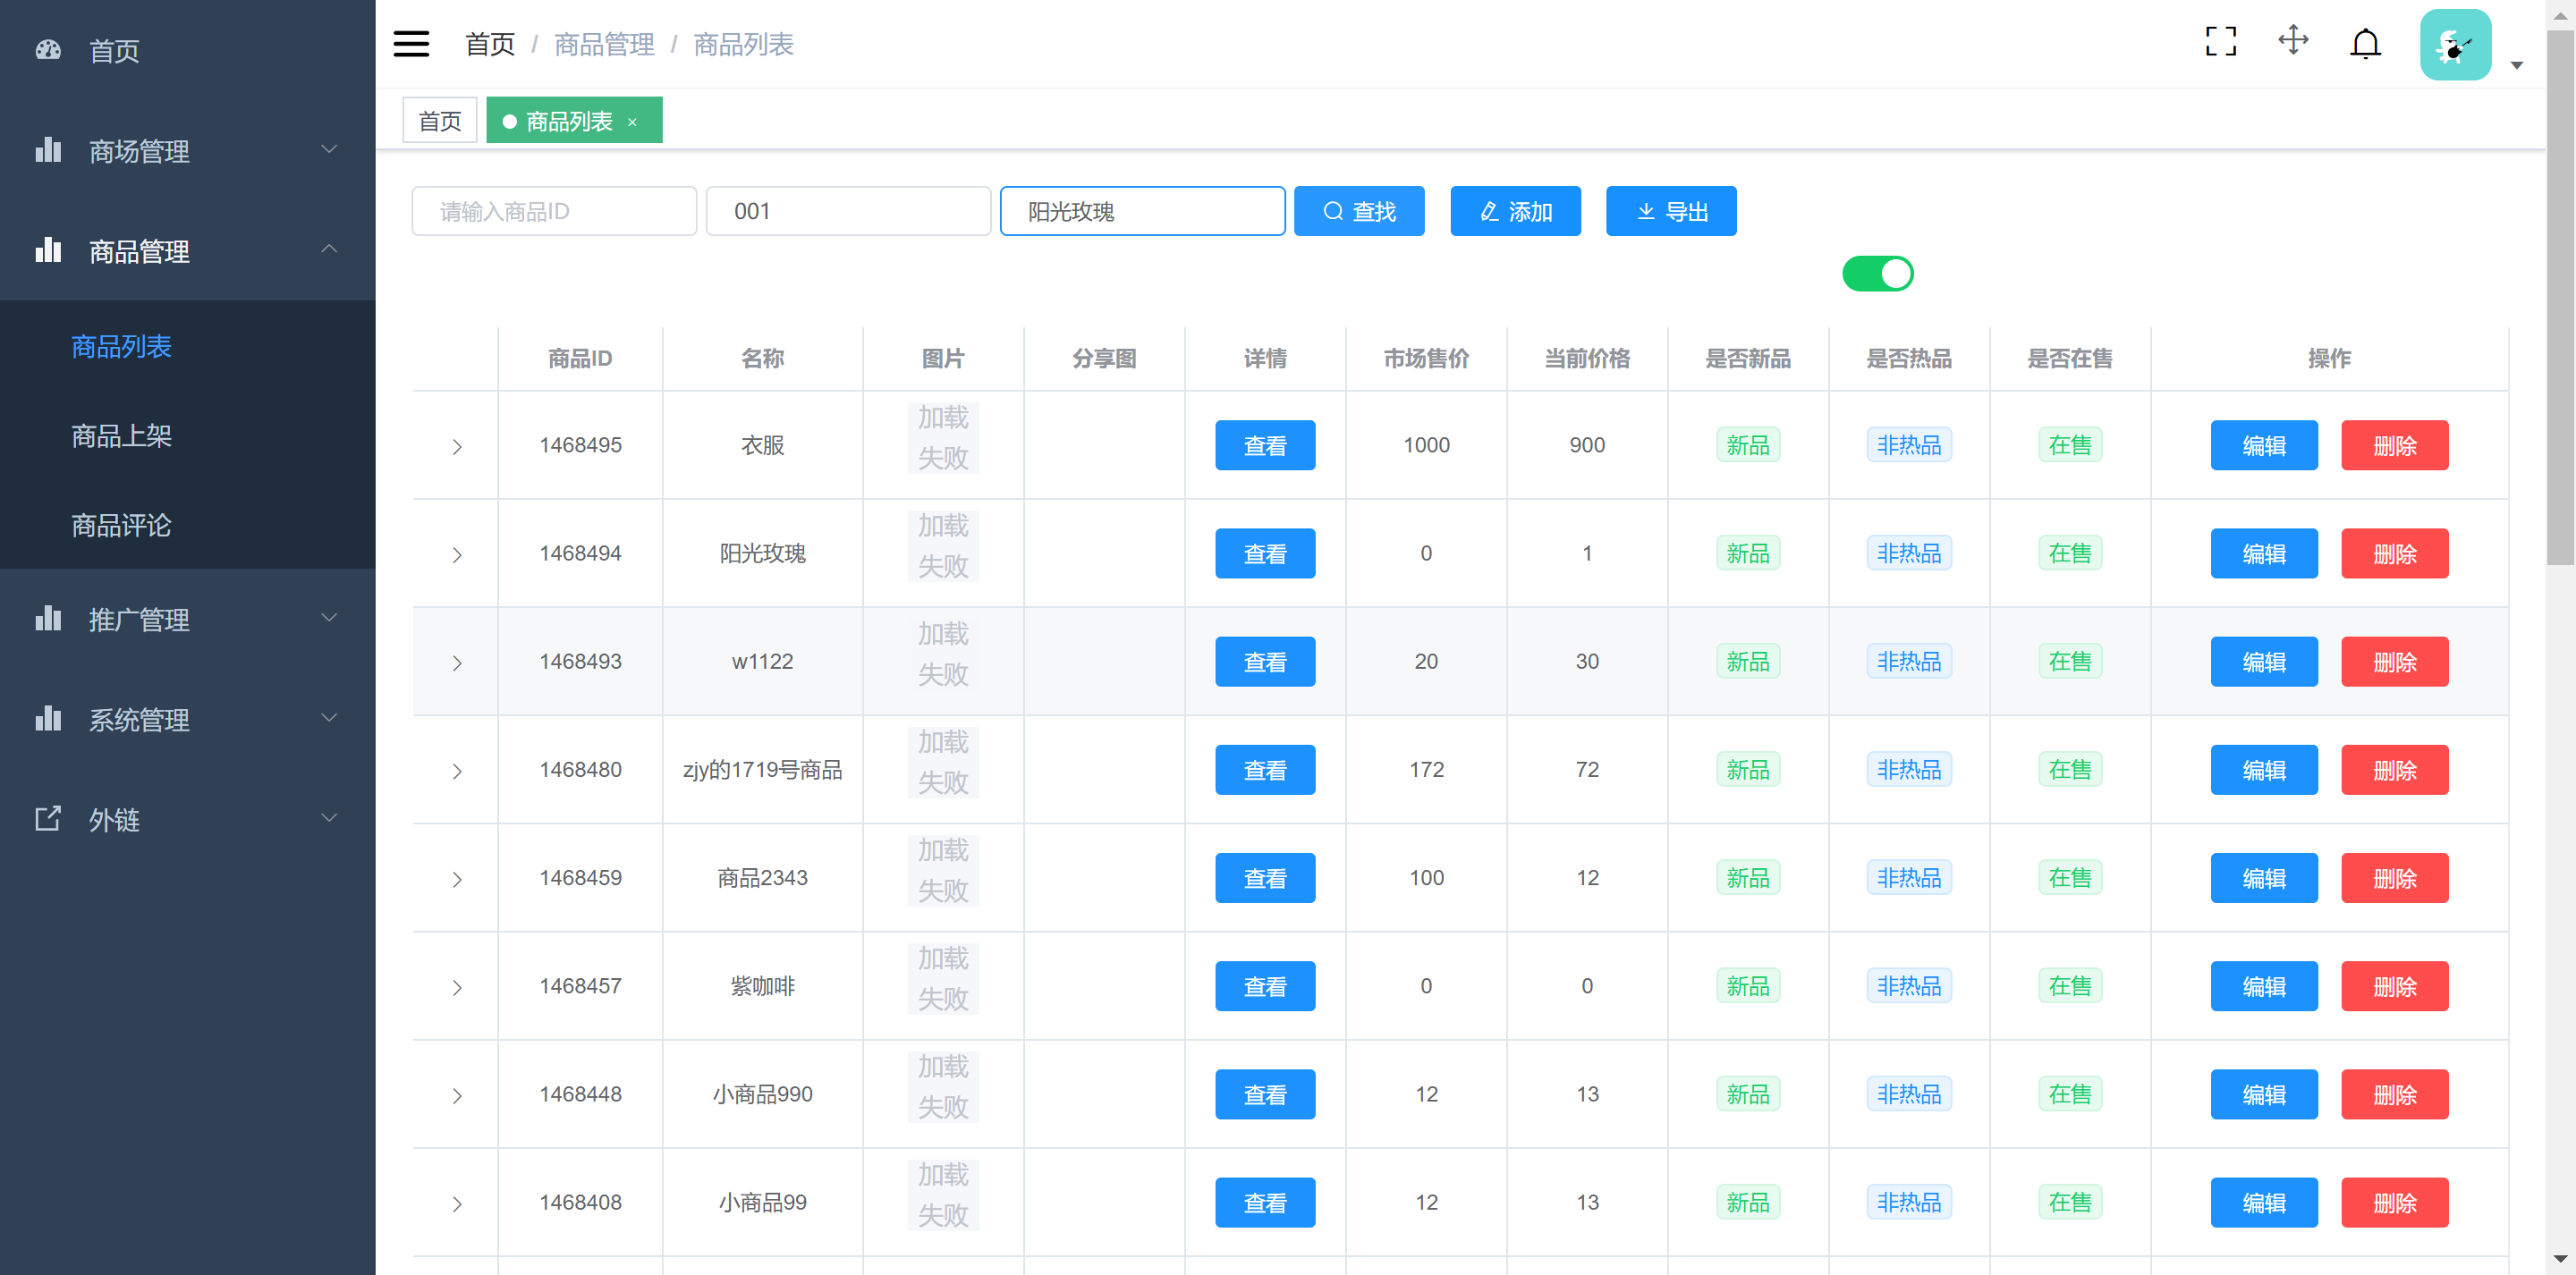 首页
商场管理
商品管理
商品列表
商品上架
商品评论
推广管理
系统管理
外链
首页 / 商品管理 / 商品列表
首页 商品列表 ×
请输入商品ID 001 阳光玫瑰 查找 添加 导出
商品ID 名称 图片 分享图 详情 市场售价 当前价格 是否新品 是否热品 是否在售 操作
1468495 衣服 加载失败 查看 1000 900 新品 非热品 在售 编辑 删除
1468494 阳光玫瑰 加载失败 查看 0 1 新品 非热品 在售 编辑 删除
1468493 w1122 加载失败 查看 20 30 新品 非热品 在售 编辑 删除
1468480 zjy的1719号商品 加载失败 查看 172 72 新品 非热品 在售 编辑 删除
1468459 商品2343 加载失败 查看 100 12 新品 非热品 在售 编辑 删除
1468457 紫咖啡 加载失败 查看 0 0 新品 非热品 在售 编辑 删除
1468448 小商品990 加载失败 查看 12 13 新品 非热品 在售 编辑 删除
1468408 小商品99 加载失败 查看 12 13 新品 非热品 在售 编辑 删除